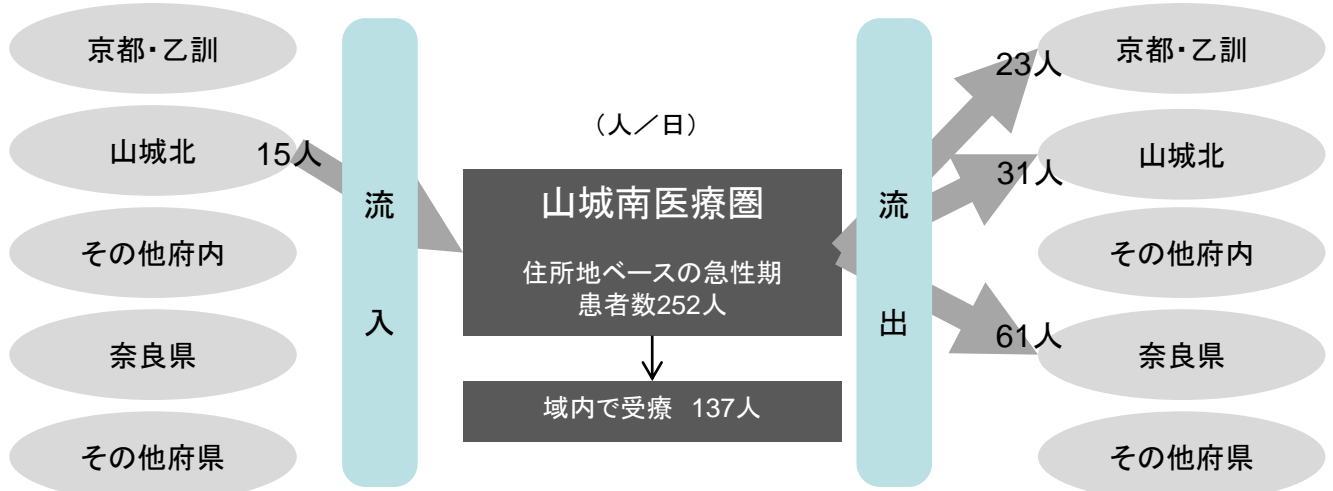 京都・乙訓
山城北
その他府内
奈良県
その他府県
15人
流
入
（人／日）
山城南医療圏
住所地ベースの急性期
患者数252人
域内で受療 137人
流
出
23人
31人
61人
京都・乙訓
山城北
その他府内
奈良県
その他府県